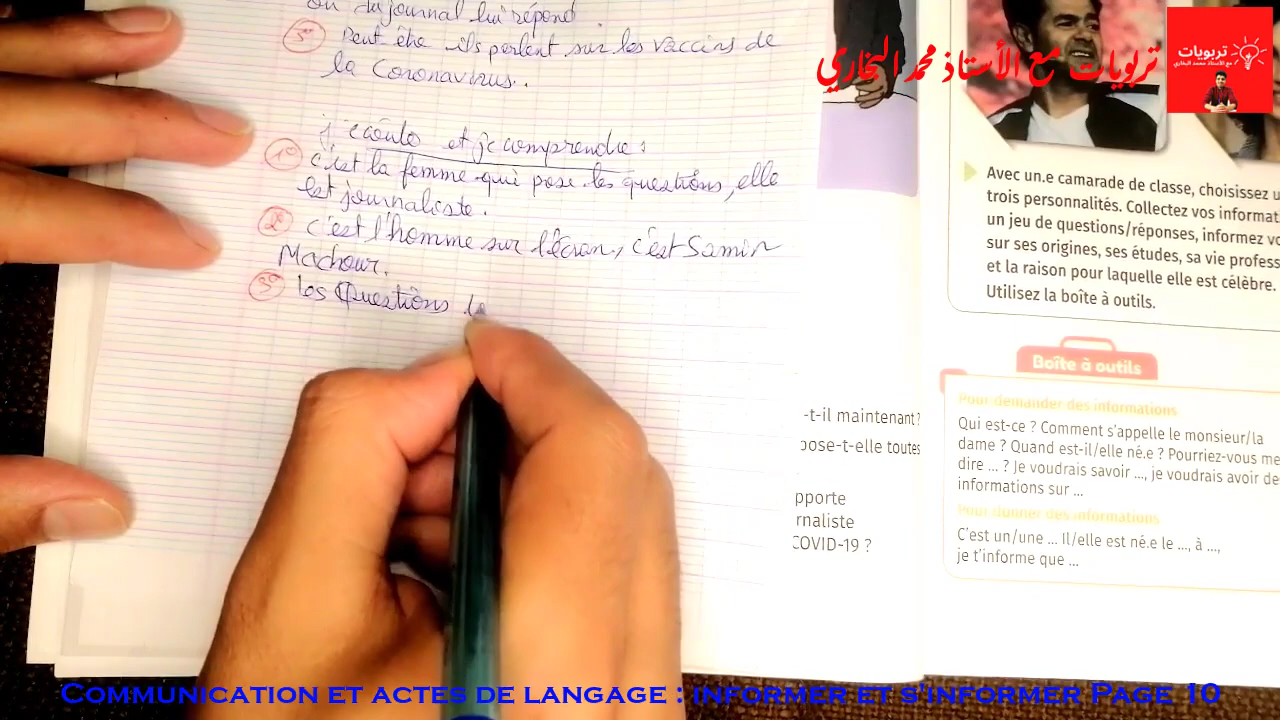 ou du journal lui répond.
3° Peut être ils parlent sur les vaccins de
la Coronavirus.
j'écoute et je comprends :
1° c'est la femme qui pose les questions, elle
est journaliste.
2° c'est l'homme sur l'écran, c'est Samir
Machour.
3° les questions
تربويات مع الأستاذ محمد البخاري
تربويات
مع الأستاذ محمد البخاري
-t-il maintenant?
pose-t-elle toutes
pporte
rnaliste
COVID-19 ?
Avec un.e camarade de classe, choisissez
trois personnalités. Collectez vos informat
un jeu de questions/réponses, informez vo
sur ses origines, ses études, sa vie profess
et la raison pour laquelle elle est célèbre.
Utilisez la boîte à outils.
Boîte à outils
Pour demander des informations
Qui est-ce ? Comment s'appelle le monsieur/la
dame ? Quand est-il/elle né.e ? Pourriez-vous me
dire ... ? Je voudrais savoir ..., je voudrais avoir de
informations sur ...
Pour donner des informations
C'est un/une ... Il/elle est né.e le ..., à ...,
je t'informe que ...
Communication et actes de langage : informer et s'informer Page 10